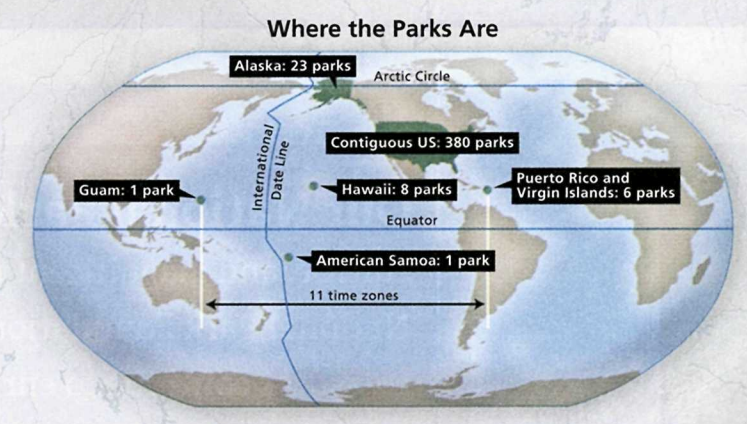 Where the Parks Are
Alaska: 23 parks
Arctic Circle
International
Date Line
Contiguous US: 380 parks
Guam: 1 park
Hawaii: 8 parks
Puerto Rico and
Virgin Islands: 6 parks
Equator
American Samoa: 1 park
11 time zones